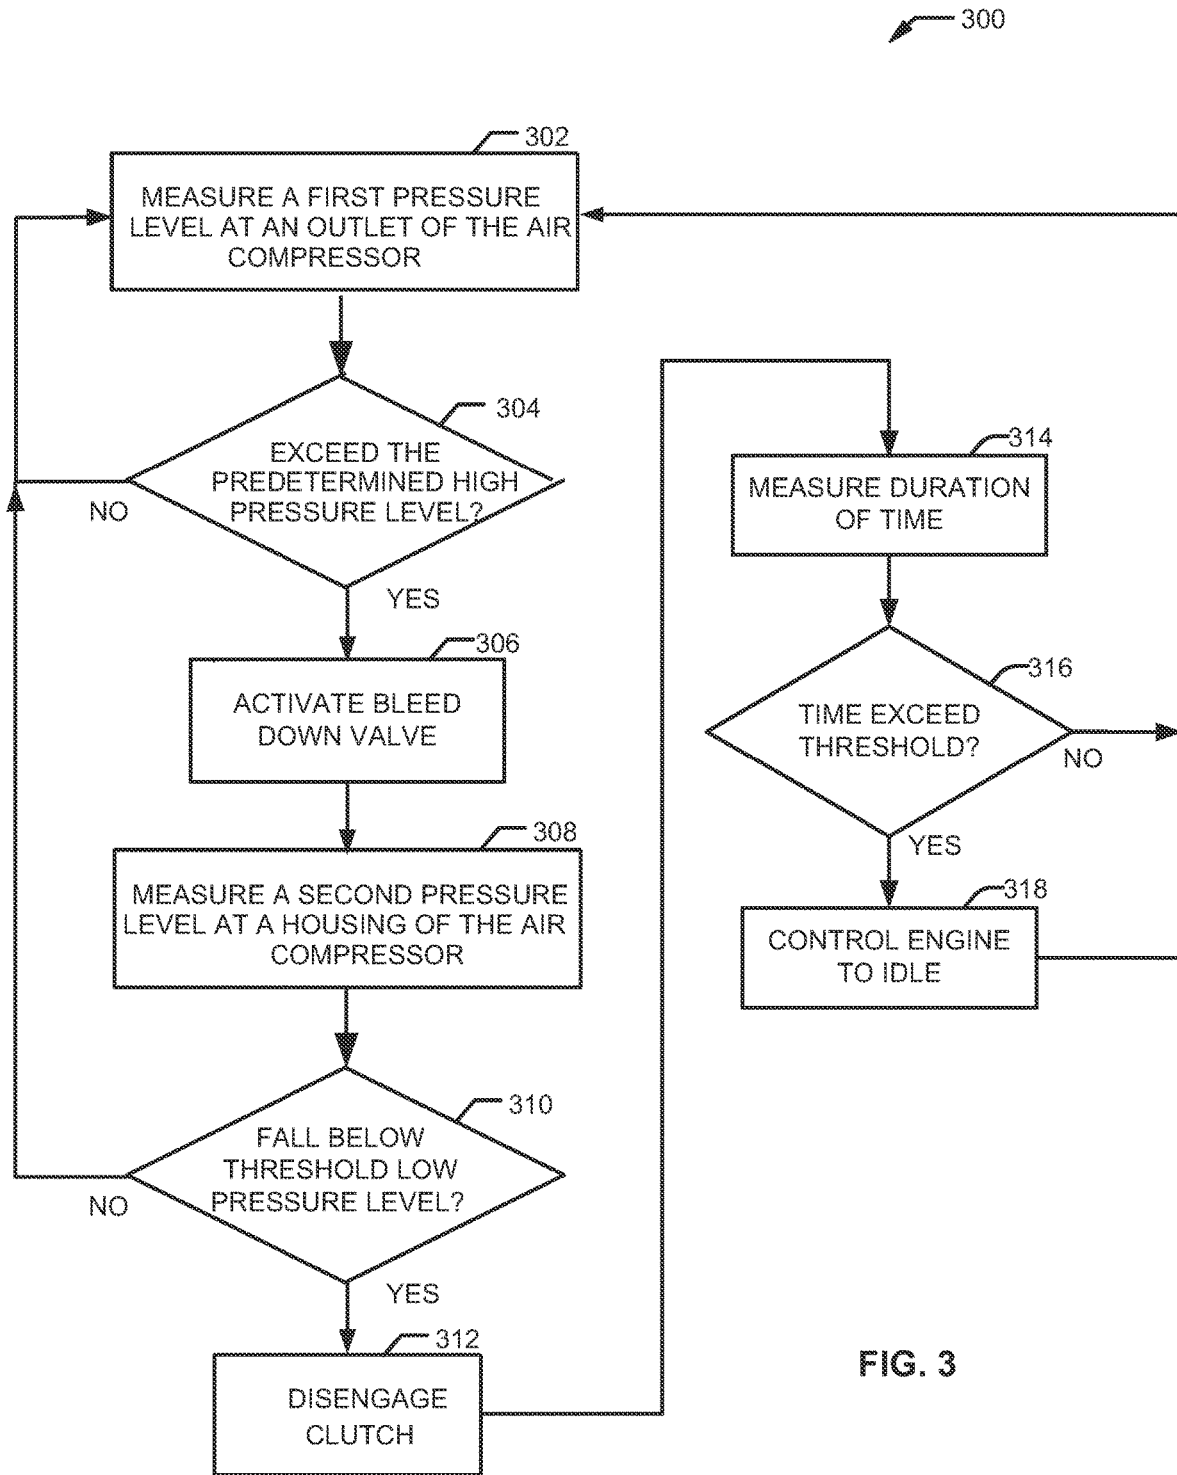 300
302
MEASURE A FIRST PRESSURE
LEVEL AT AN OUTLET OF THE AIR
COMPRESSOR
304
EXCEED THE
PREDETERMINED HIGH
PRESSURE LEVEL?
NO
YES
306
ACTIVATE BLEED
DOWN VALVE
308
MEASURE A SECOND PRESSURE
LEVEL AT A HOUSING OF THE AIR
COMPRESSOR
310
FALL BELOW
THRESHOLD LOW
PRESSURE LEVEL?
NO
YES
312
DISENGAGE
CLUTCH
314
MEASURE DURATION
OF TIME
316
TIME EXCEED
THRESHOLD?
NO
YES
318
CONTROL ENGINE
TO IDLE
FIG. 3